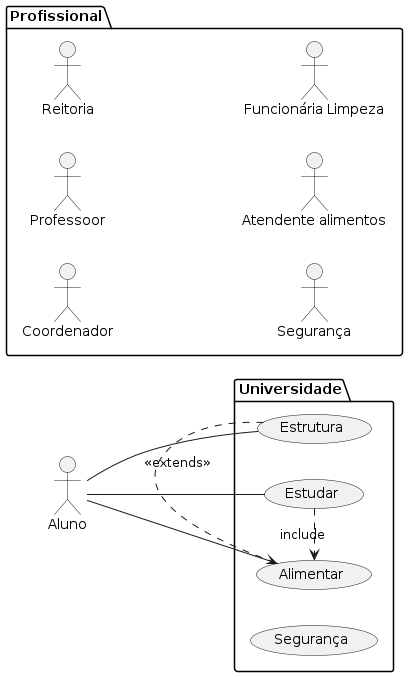 Profissional
Reitoria
Funcionária Limpeza
Professoor
Atendente alimentos
Coordenador
Segurança
Universidade
Estrutura
«extends»
Estudar
Aluno
include
Alimentar
Segurança